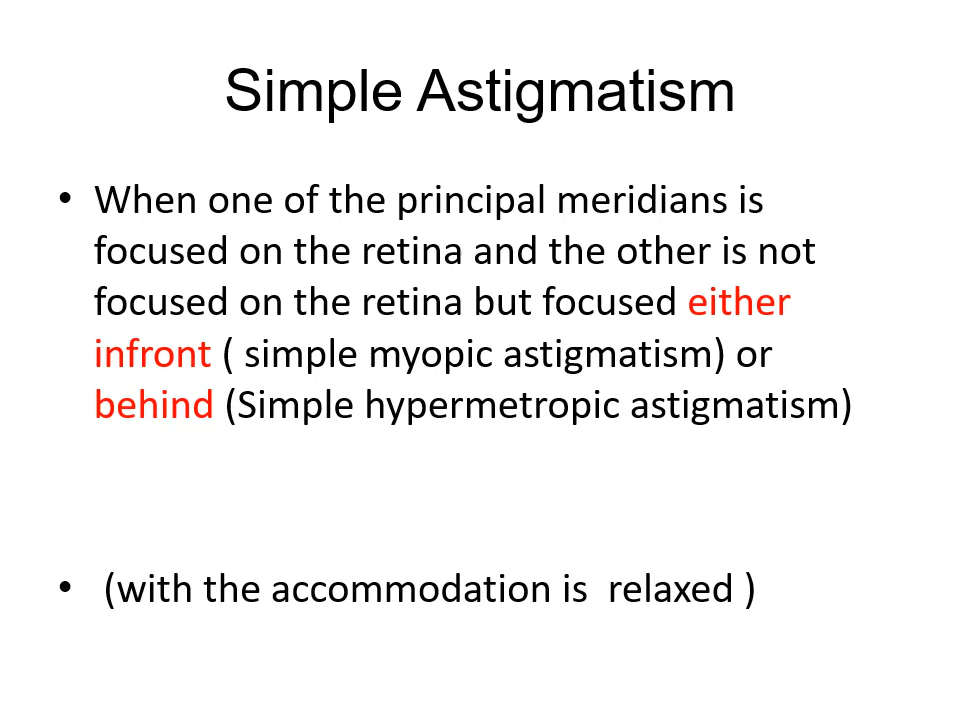 Simple Astigmatism
• When one of the principal meridians is
focused on the retina and the other is not
focused on the retina but focused either
infront ( simple myopic astigmatism) or
behind (Simple hypermetropic astigmatism)
• (with the accommodation is  relaxed )